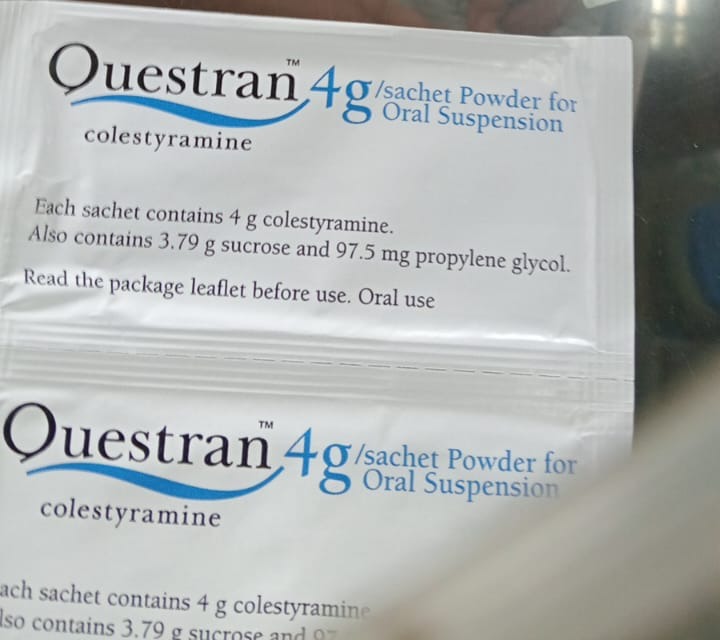 Questran™ 4g/sachet Powder for
Oral Suspension
colestyramine
Each sachet contains 4 g colestyramine.
Also contains 3.79 g sucrose and 97.5 mg propylene glycol.
Read the package leaflet before use. Oral use
Questran™ 4g/sachet Powder for
Oral Suspension
colestyramine
ach sachet contains 4 g colestyramine
lso contains 3.79 g sucrose and